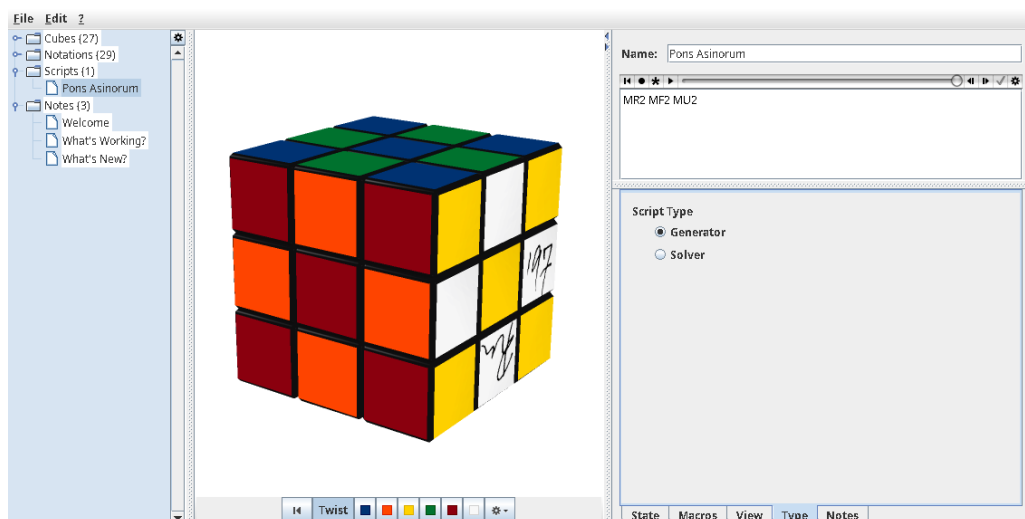 File Edit ?
Cubes (27)
Notations (29)
Scripts (1)
Pons Asinorum
Notes (3)
Welcome
What's Working?
What's New?
Name: Pons Asinorum
MR2 MF2 MU2
Script Type
Generator
Solver
'97
Twist
State Macros View Type Notes